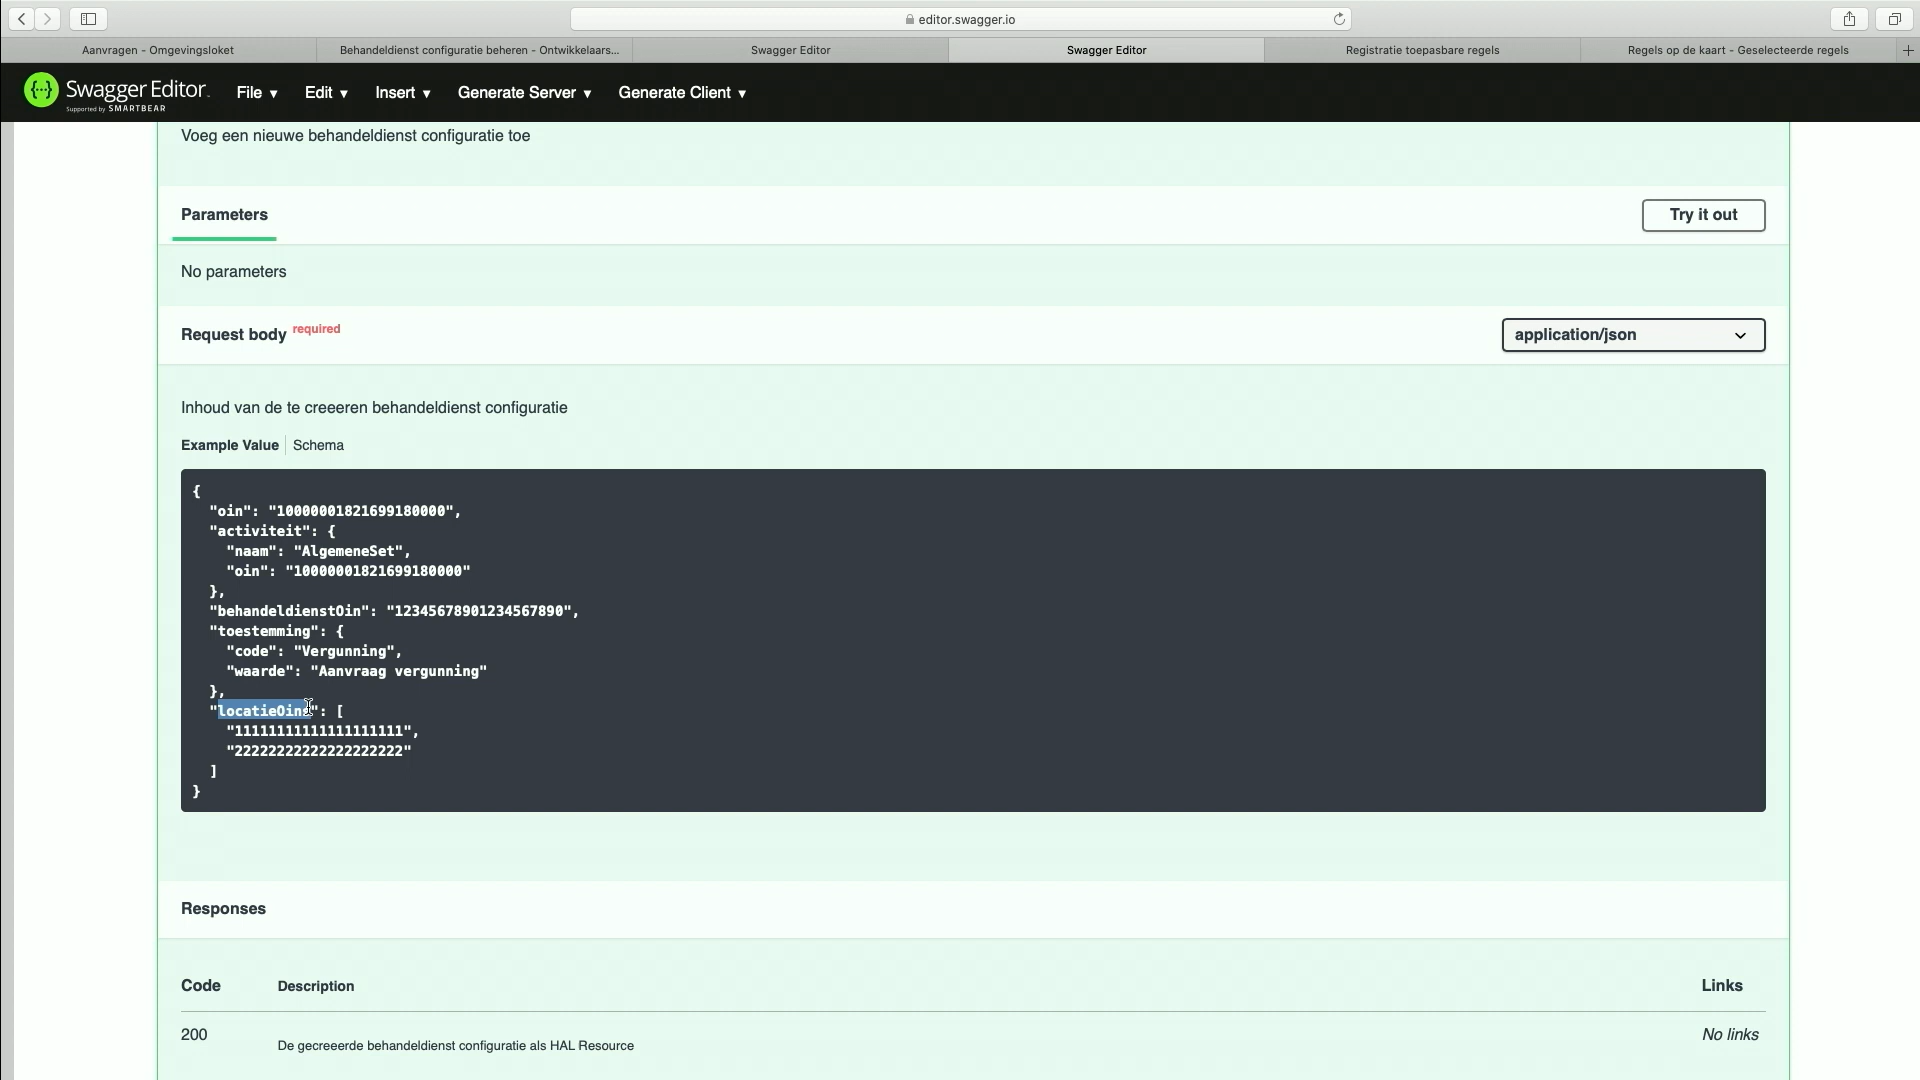 editor.swagger.io
Aanvragen - Omgevingsloket
Behandeldienst configuratie beheren - Ontwikkelaars...
Swagger Editor
Swagger Editor
Registratie toepasbare regels
Regels op de kaart - Geselecteerde regels
Swagger Editor
Supported by SMARTBEAR
File
Edit
Insert
Generate Server
Generate Client
Voeg een nieuwe behandeldienst configuratie toe
Parameters
Try it out
No parameters
Request body required
application/json
Inhoud van de te creeeren behandeldienst configuratie
Example Value
Schema
{
"oin": "10000001821699180000",
"activiteit": {
"naam": "AlgemeneSet",
"oin": "10000001821699180000"
},
"behandeldienstOin": "12345678901234567890",
"toestemming": {
"code": "Vergunning",
"waarde": "Aanvraag vergunning"
},
"locatieOins": [
"11111111111111111111",
"22222222222222222222"
]
}
Responses
Code
Description
Links
200
De gecreeerde behandeldienst configuratie als HAL Resource
No links